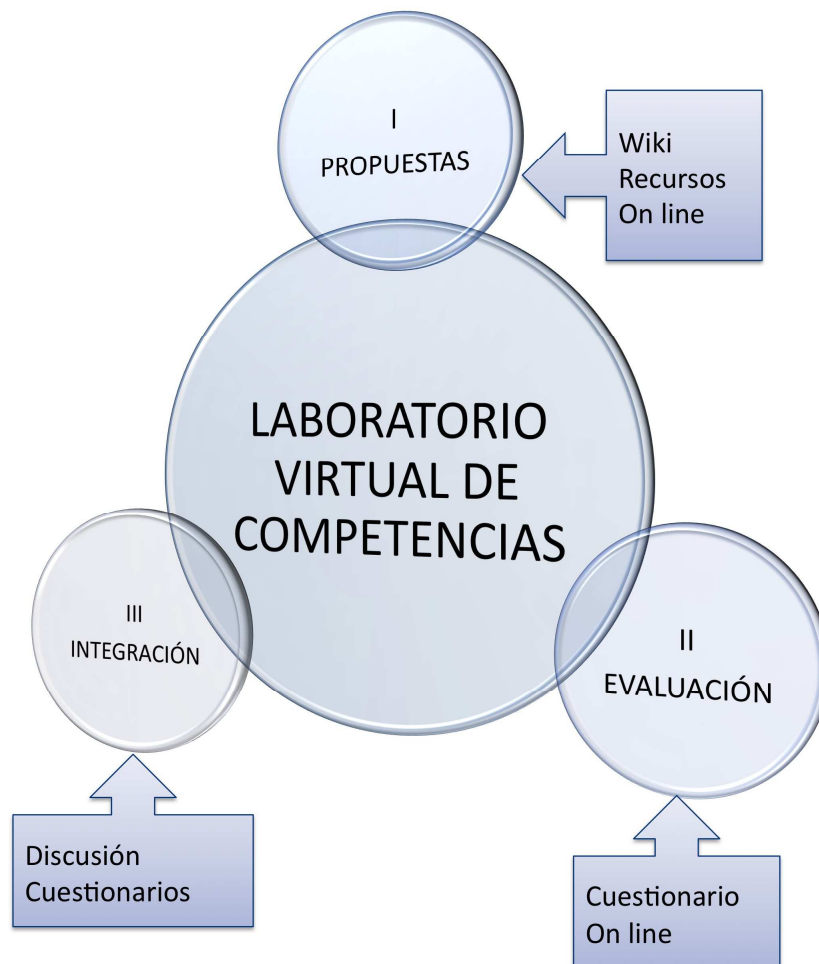 I
PROPUESTAS
Wiki
Recursos
On line
LABORATORIO
VIRTUAL DE
COMPETENCIAS
III
INTEGRACIÓN
II
EVALUACIÓN
Discusión
Cuestionarios
Cuestionario
On line